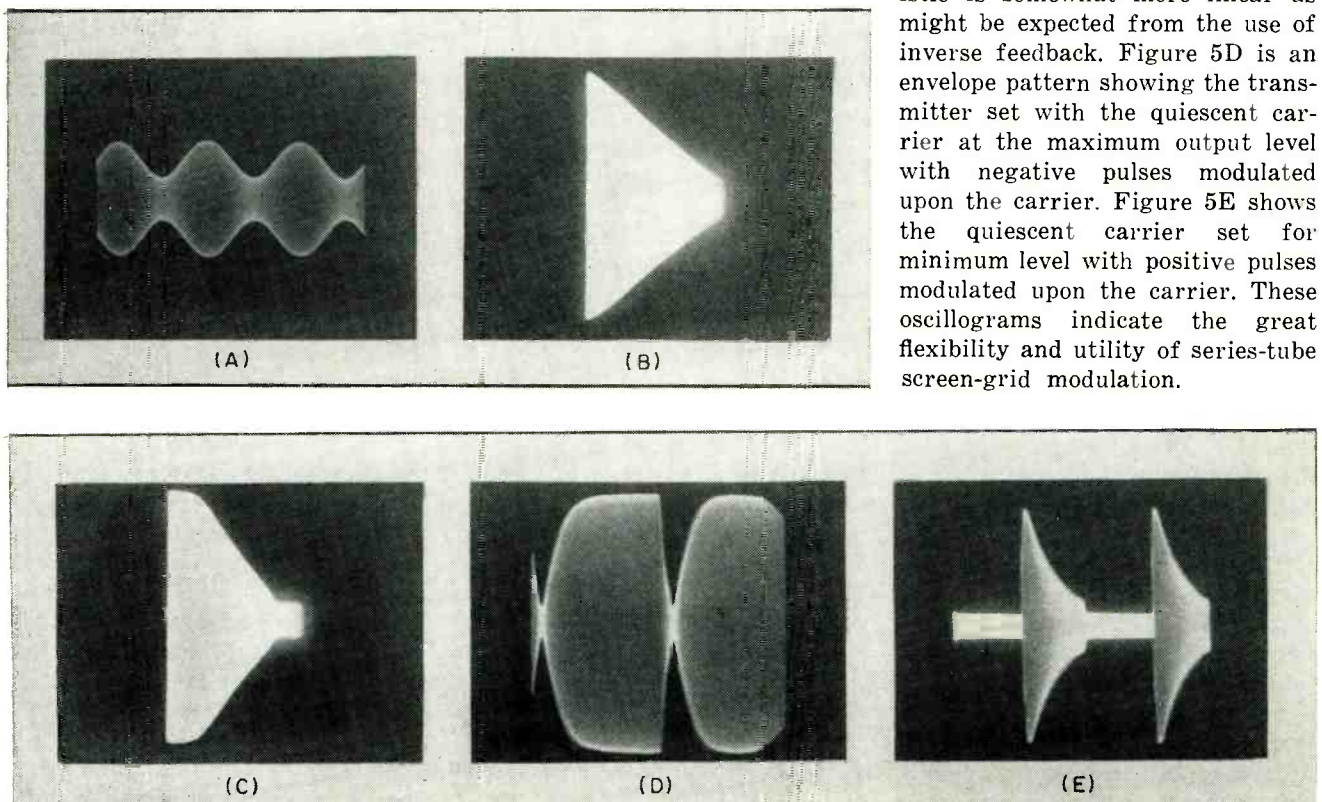 might be expected from the use of
inverse feedback. Figure 5D is an
envelope pattern showing the trans-
mitter set with the quiescent car-
rier at the maximum output level
with negative pulses modulated
upon the carrier. Figure 5E shows
the quiescent carrier set for
minimum level with positive pulses
modulated upon the carrier. These
oscillograms indicate the great
flexibility and utility of series-tube
screen-grid modulation.
(A)
(B)
(C)
(D)
(E)